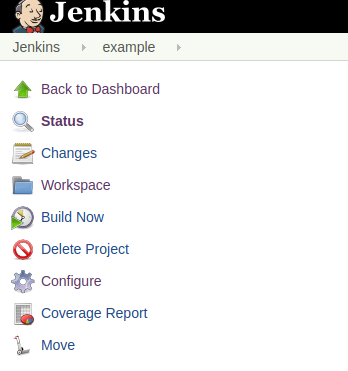 Jenkins
Jenkins example
Back to Dashboard
Status
Changes
Workspace
Build Now
Delete Project
Configure
Coverage Report
Move